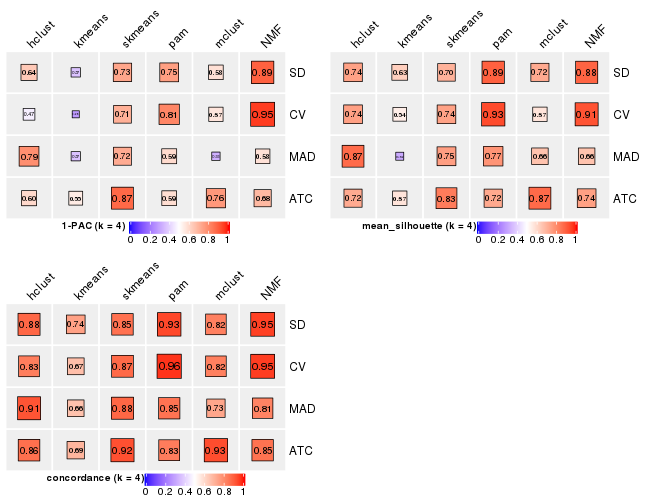 hclust kmeans skmeans pam mclust NMF
0.64 0.73 0.75 0.58 0.89 SD
0.47 0.71 0.81 0.57 0.95 CV
0.79 0.72 0.59 0.58 MAD
0.60 0.55 0.87 0.59 0.76 0.68 ATC
1-PAC (k = 4)
0 0.2 0.4 0.6 0.8 1
hclust kmeans skmeans pam mclust NMF
0.74 0.63 0.70 0.89 0.72 0.88 SD
0.74 0.54 0.74 0.93 0.57 0.91 CV
0.87 0.75 0.77 0.66 0.66 MAD
0.72 0.57 0.83 0.72 0.87 0.74 ATC
mean_silhouette (k = 4)
0 0.2 0.4 0.6 0.8 1
hclust kmeans skmeans pam mclust NMF
0.88 0.74 0.85 0.93 0.82 0.95 SD
0.83 0.67 0.87 0.96 0.82 0.95 CV
0.91 0.66 0.88 0.85 0.73 0.81 MAD
0.86 0.69 0.92 0.83 0.93 0.85 ATC
concordance (k = 4)
0 0.2 0.4 0.6 0.8 1